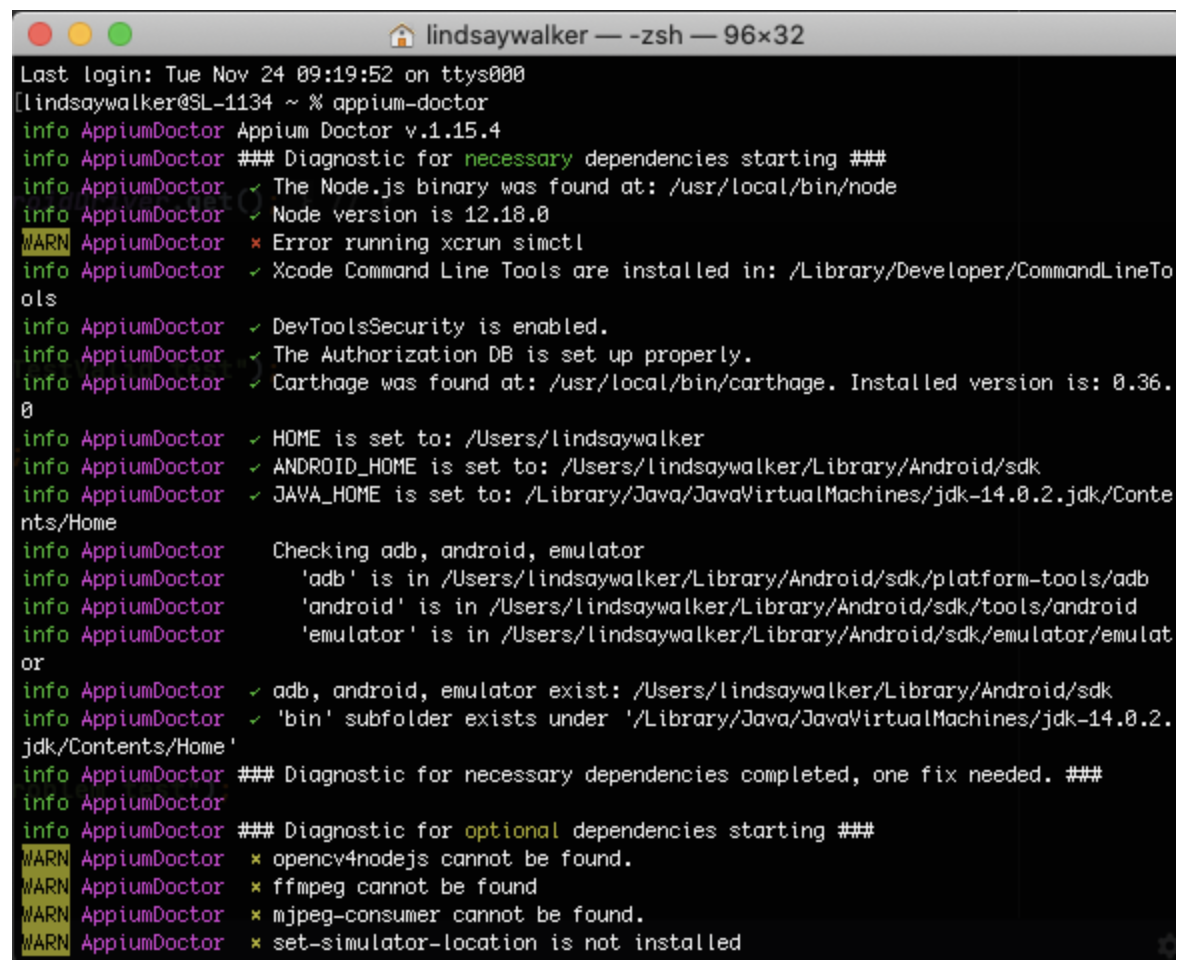 lindsaywalker — -zsh — 96×32
Last login: Tue Nov 24 09:19:52 on ttys000
[lindsaywalker@SL-1134 ~ % appium-doctor
info AppiumDoctor Appium Doctor v.1.15.4
info AppiumDoctor ### Diagnostic for necessary dependencies starting ###
info AppiumDoctor ✓ The Node.js binary was found at: /usr/local/bin/node
info AppiumDoctor ✓ Node version is 12.18.0
WARN AppiumDoctor ✖ Error running xcrun simctl
info AppiumDoctor ✓ Xcode Command Line Tools are installed in: /Library/Developer/CommandLineTo
ols
info AppiumDoctor ✓ DevToolsSecurity is enabled.
info AppiumDoctor ✓ The Authorization DB is set up properly.
info AppiumDoctor ✓ Carthage was found at: /usr/local/bin/carthage. Installed version is: 0.36.
0
info AppiumDoctor ✓ HOME is set to: /Users/lindsaywalker
info AppiumDoctor ✓ ANDROID_HOME is set to: /Users/lindsaywalker/Library/Android/sdk
info AppiumDoctor ✓ JAVA_HOME is set to: /Library/Java/JavaVirtualMachines/jdk-14.0.2.jdk/Conte
nts/Home
info AppiumDoctor Checking adb, android, emulator
info AppiumDoctor 'adb' is in /Users/lindsaywalker/Library/Android/sdk/platform-tools/adb
info AppiumDoctor 'android' is in /Users/lindsaywalker/Library/Android/sdk/tools/android
info AppiumDoctor 'emulator' is in /Users/lindsaywalker/Library/Android/sdk/emulator/emulat
or
info AppiumDoctor ✓ adb, android, emulator exist: /Users/lindsaywalker/Library/Android/sdk
info AppiumDoctor ✓ 'bin' subfolder exists under '/Library/Java/JavaVirtualMachines/jdk-14.0.2.
jdk/Contents/Home'
info AppiumDoctor ### Diagnostic for necessary dependencies completed, one fix needed. ###
info AppiumDoctor
info AppiumDoctor ### Diagnostic for optional dependencies starting ###
WARN AppiumDoctor ✖ opencv4nodejs cannot be found.
WARN AppiumDoctor ✖ ffmpeg cannot be found
WARN AppiumDoctor ✖ mjpeg-consumer cannot be found.
WARN AppiumDoctor ✖ set-simulator-location is not installed